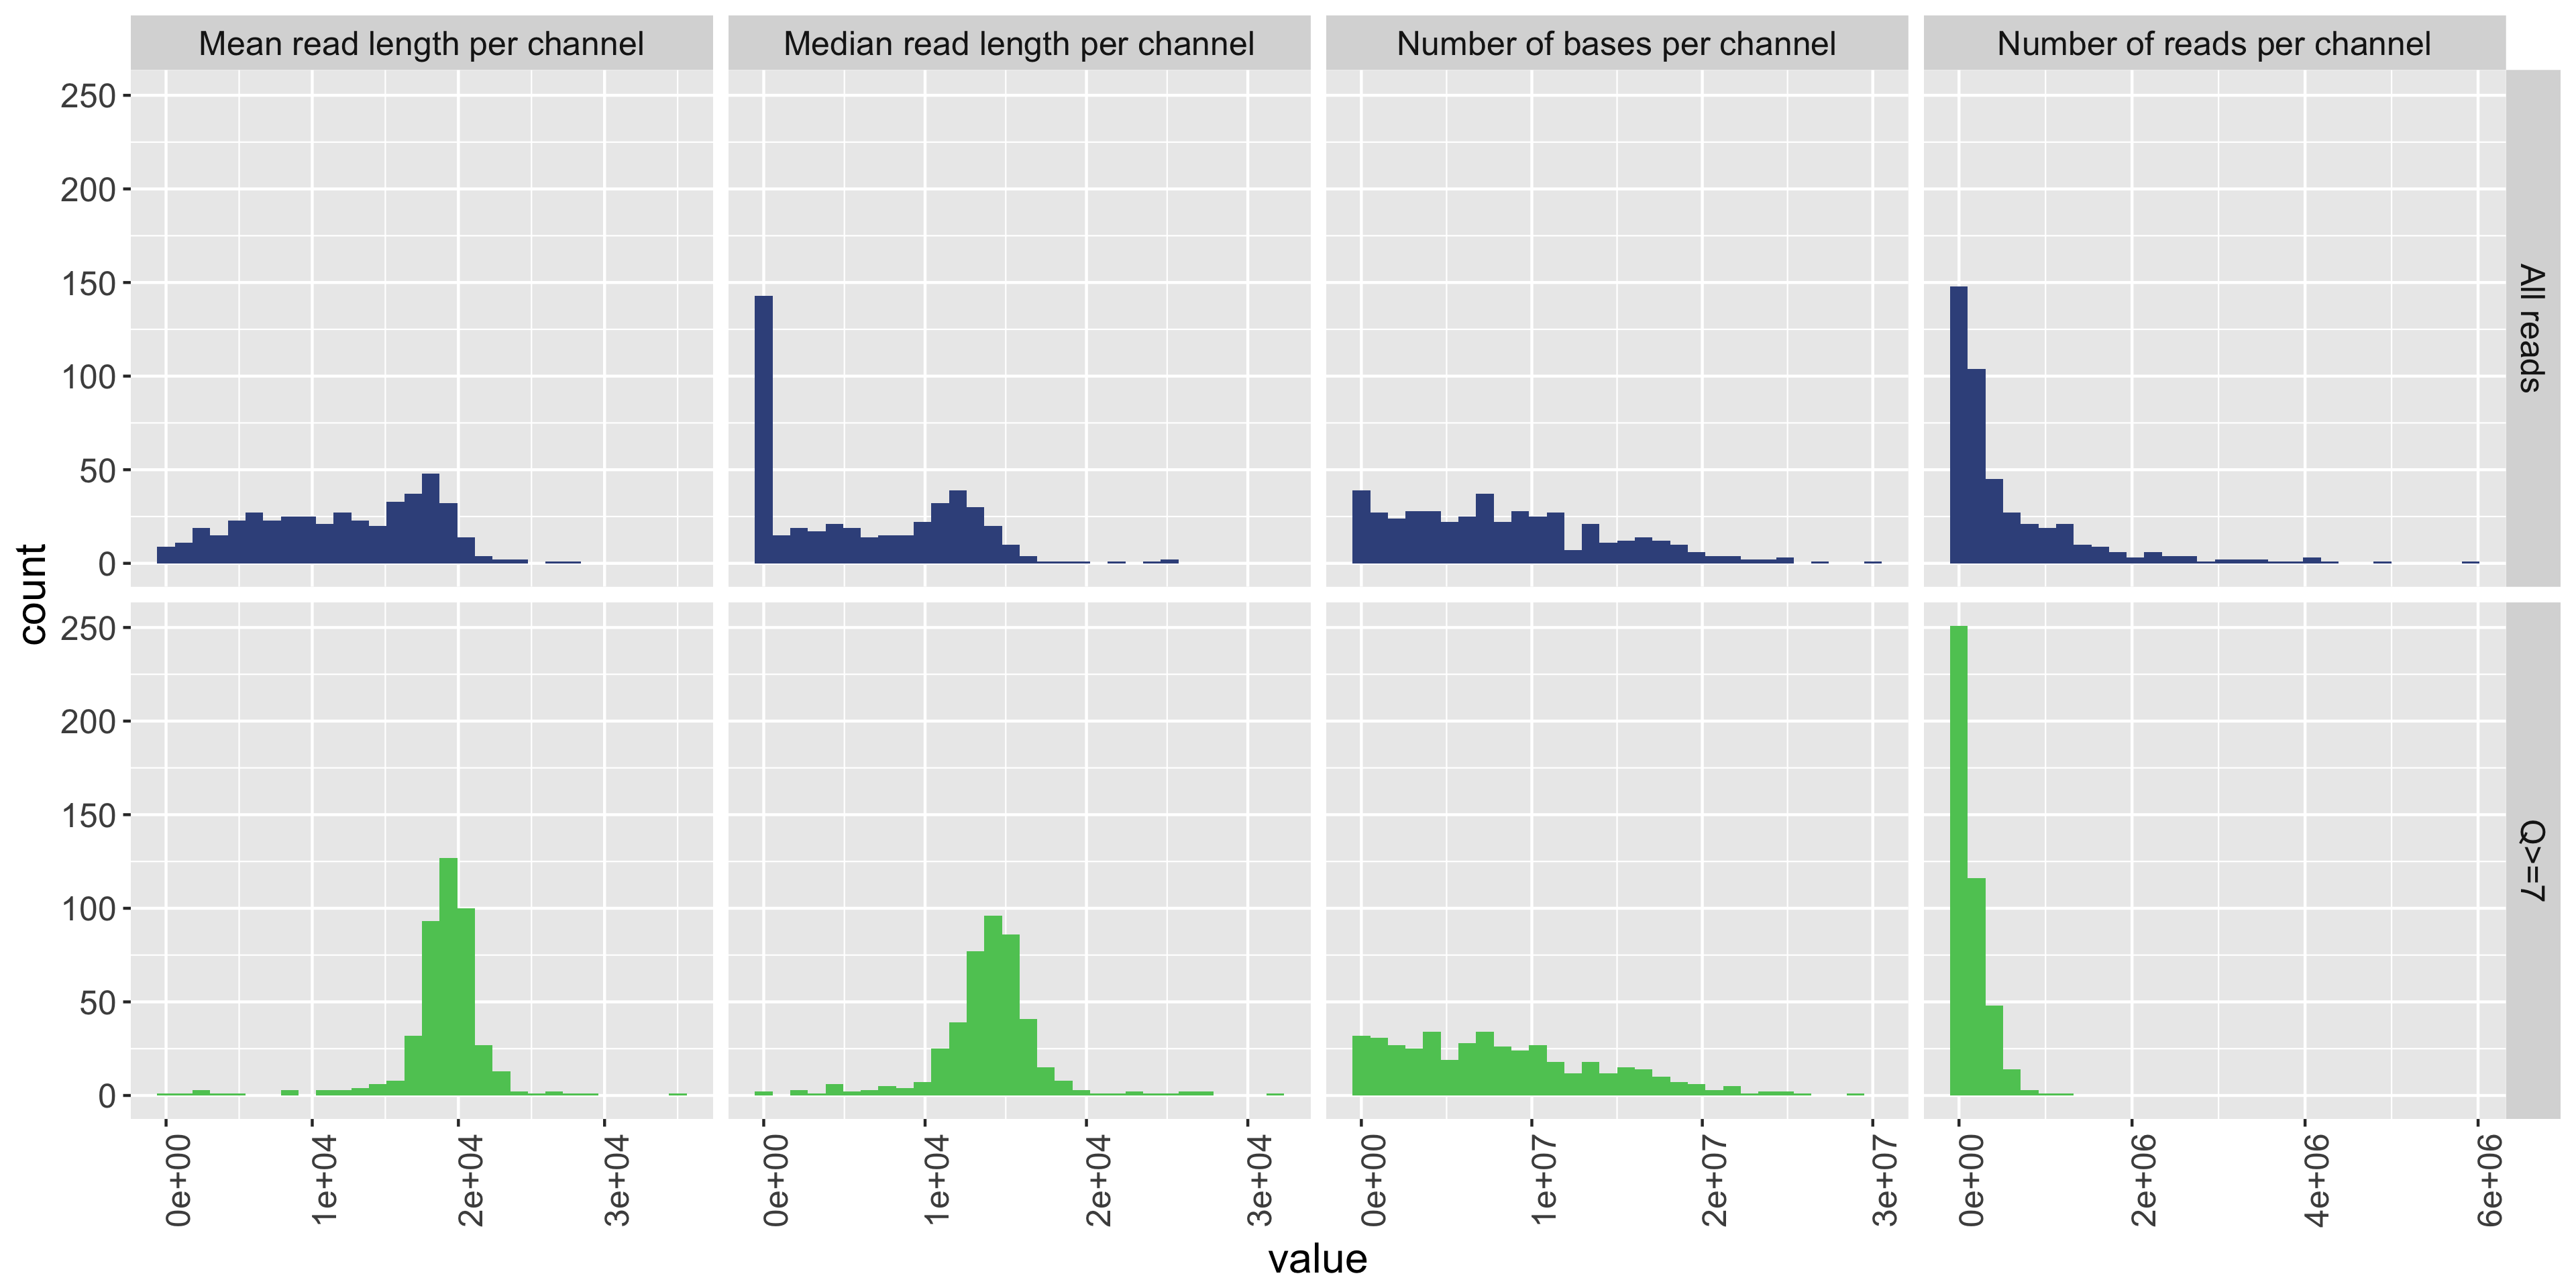 Mean read length per channel
Median read length per channel
Number of bases per channel
Number of reads per channel
250
200
150
100
50
0
All reads
count
250
200
150
100
50
0
Q>=7
0e+00
1e+04
2e+04
3e+04
0e+00
1e+04
2e+04
3e+04
0e+00
1e+07
2e+07
3e+07
0e+00
2e+06
4e+06
6e+06
value